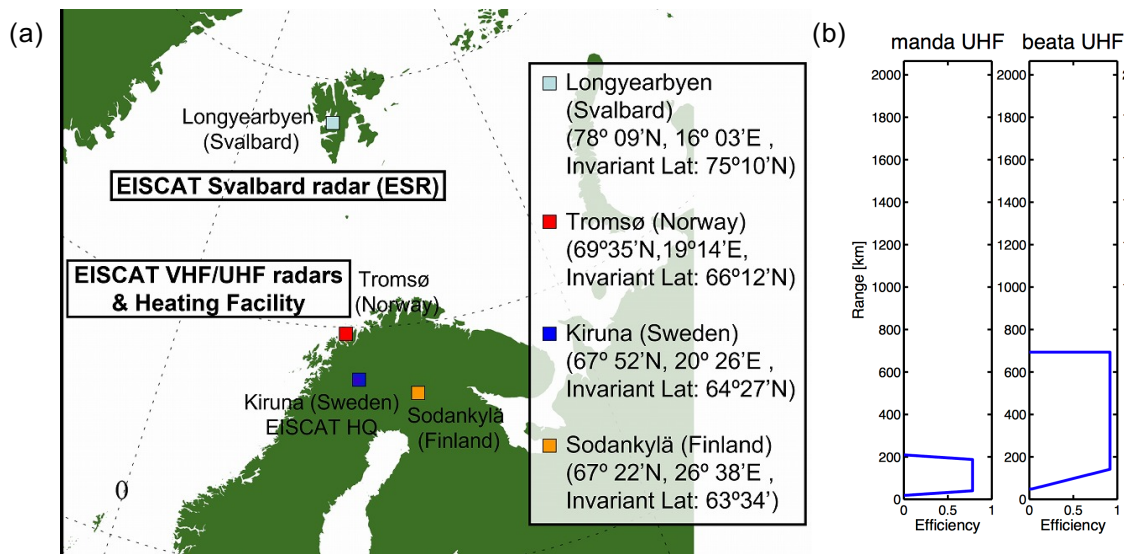 (a)
Longyearbyen
(Svalbard)
EISCAT Svalbard radar (ESR)
EISCAT VHF/UHF radars
& Heating Facility
Tromsø
(Norway)
Kiruna (Sweden)
EISCAT HQ
Sodankylä
(Finland)
0
Longyearbyen
(Svalbard)
(78º 09’N, 16º 03’E ,
Invariant Lat: 75º10’N)
Tromsø (Norway)
(69º35’N,19º14’E,
Invariant Lat: 66º12’N)
Kiruna (Sweden)
(67º 52’N, 20º 26’E ,
Invariant Lat: 64º27’N)
Sodankylä (Finland)
(67º 22’N, 26º 38’E ,
Invariant Lat: 63º34’)
(b)
manda UHF
2000
1800
1600
1400
1200
1000
800
600
400
200
0
Range [km]
0 0.5 1
Efficiency
beata UHF
2000
1800
1600
1400
1200
1000
800
600
400
200
0
0 0.5 1
Efficiency
2